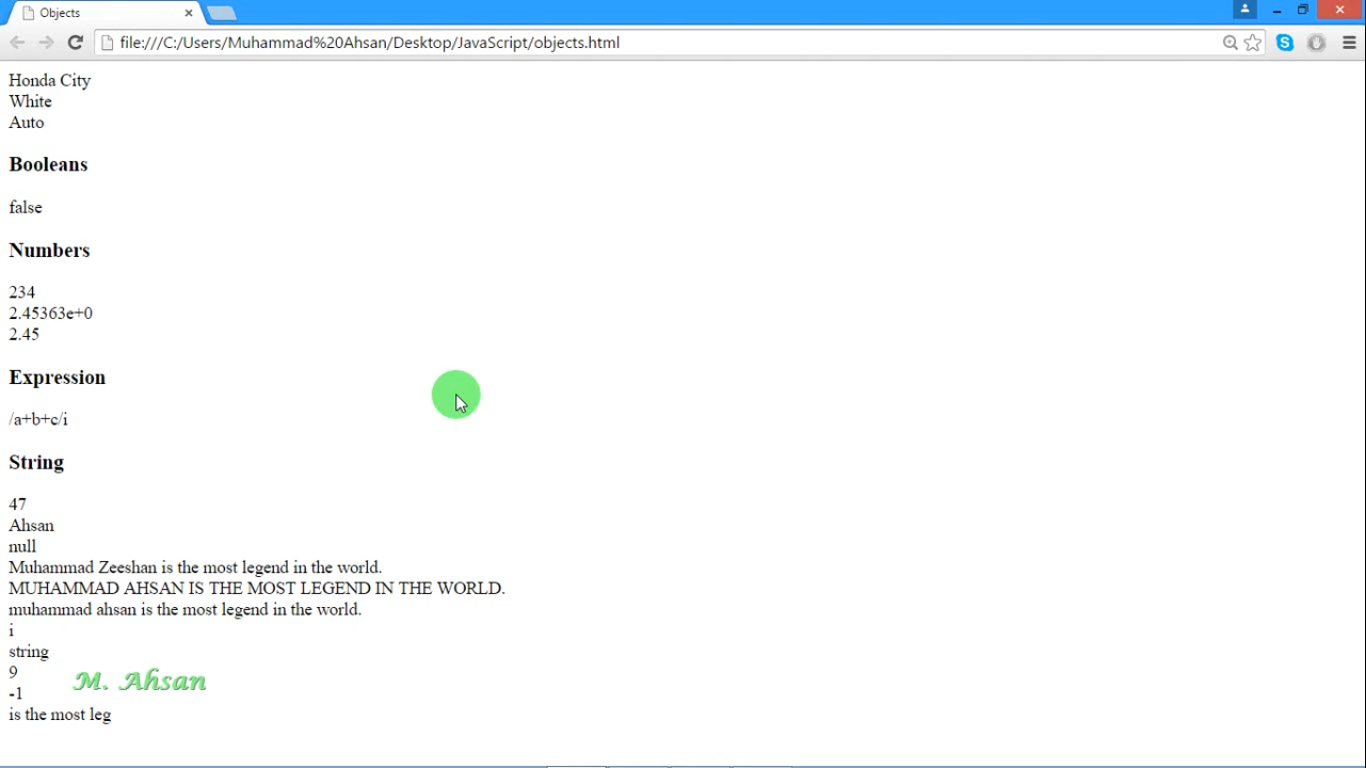 Objects
file:///C:/Users/Muhammad%20Ahsan/Desktop/JavaScript/objects.html
Honda City
White
Auto
Booleans
false
Numbers
234
2.45363e+0
2.45
Expression
/a+b+c/i
String
47
Ahsan
null
Muhammad Zeeshan is the most legend in the world.
MUHAMMAD AHSAN IS THE MOST LEGEND IN THE WORLD.
muhammad ahsan is the most legend in the world.
i
string
9
M. Ahsan
-1
is the most leg